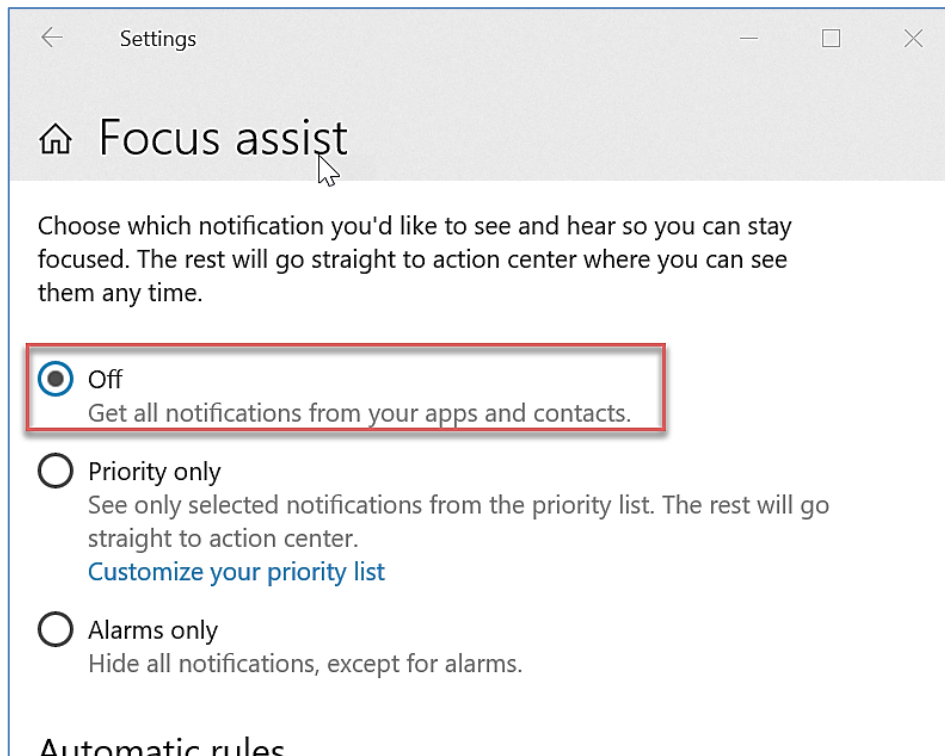 Settings
Focus assist
Choose which notification you'd like to see and hear so you can stay
focused. The rest will go straight to action center where you can see
them any time.
Off
Get all notifications from your apps and contacts.
Priority only
See only selected notifications from the priority list. The rest will go
straight to action center.
Customize your priority list
Alarms only
Hide all notifications, except for alarms.
Automatic rules